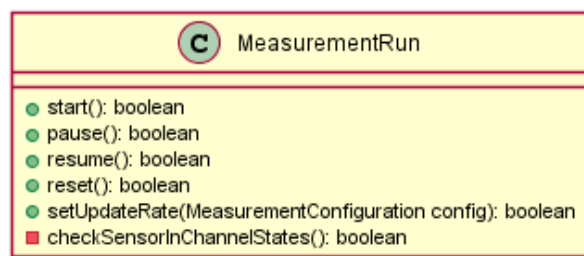 C MeasurementRun
start(): boolean
pause(): boolean
resume(): boolean
reset(): boolean
setUpdateRate(MeasurementConfiguration config): boolean
checkSensorInChannelStates(): boolean